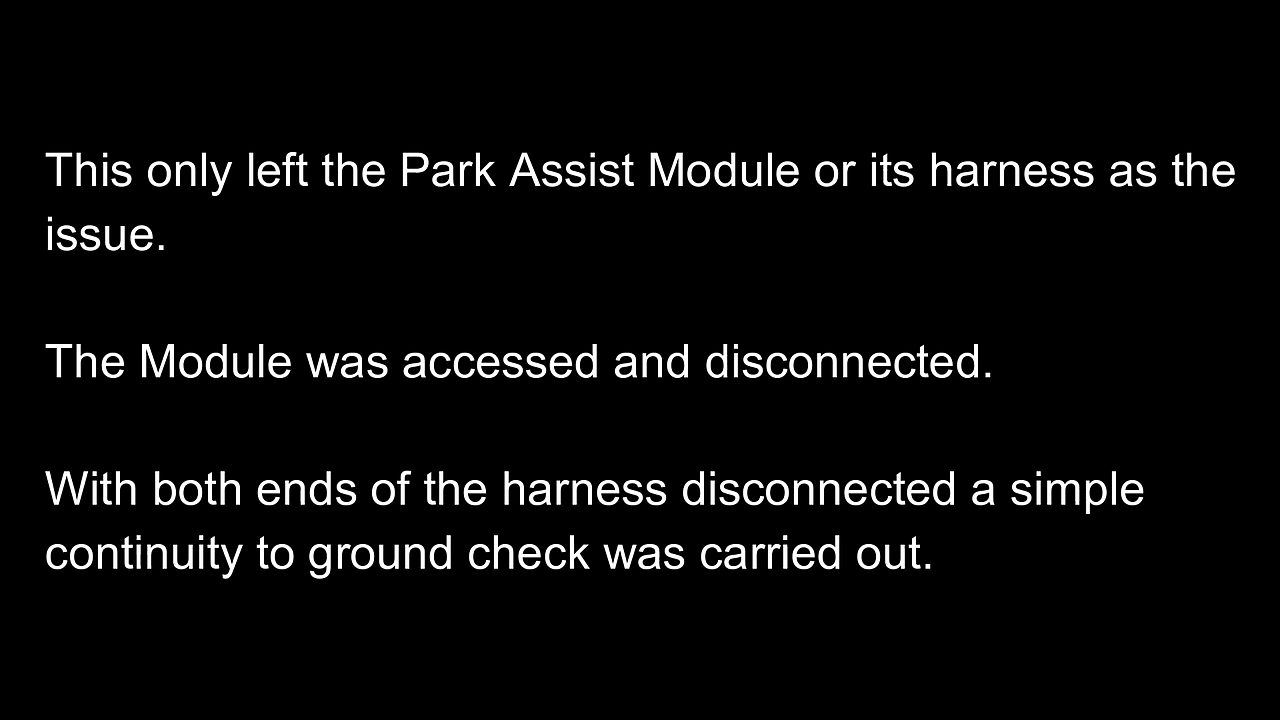 This only left the Park Assist Module or its harness as the
issue.
The Module was accessed and disconnected.
With both ends of the harness disconnected a simple
continuity to ground check was carried out.